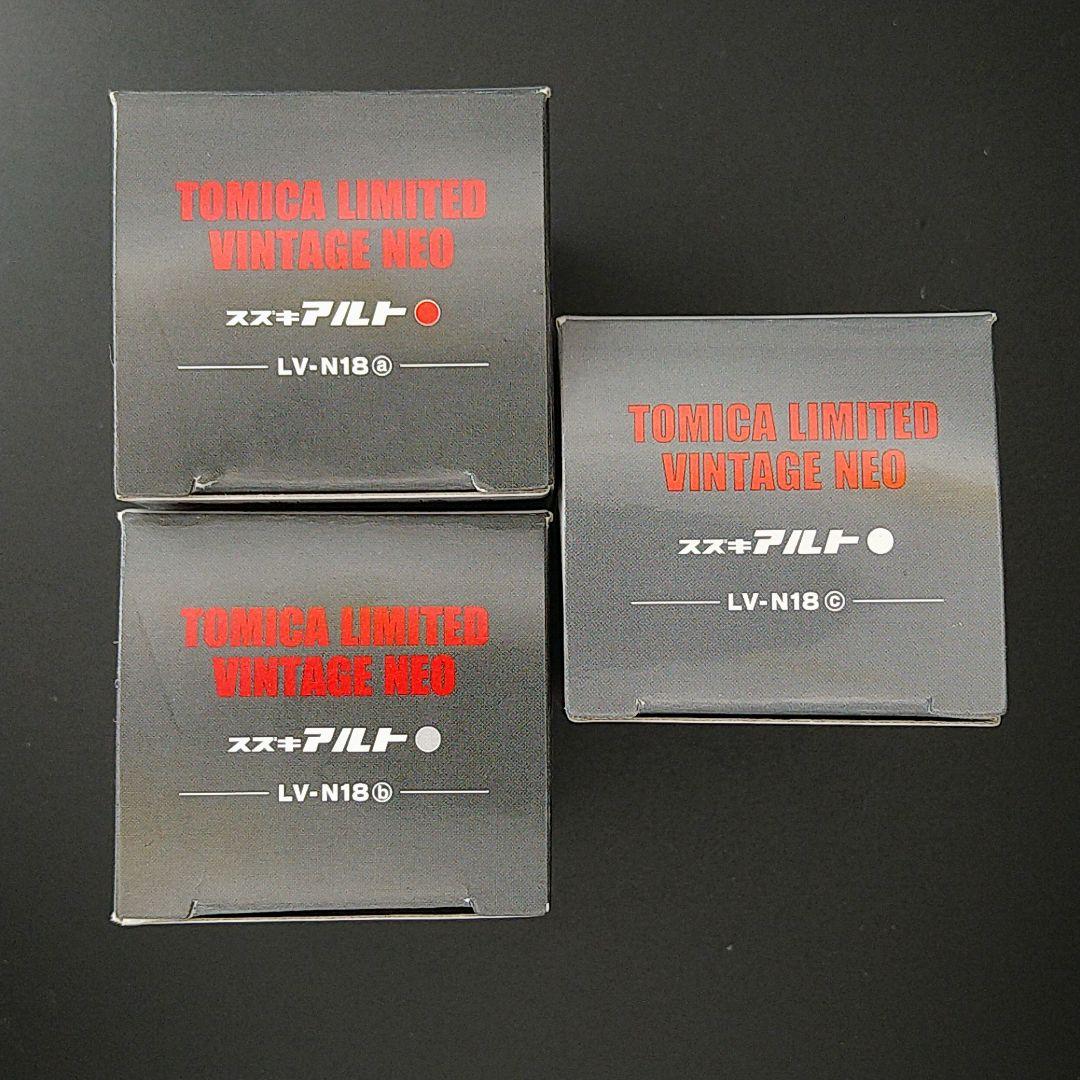 TOMICA LIMITED
VINTAGE NEO
スズキアルト
LV-N18ⓐ
TOMICA LIMITED
VINTAGE NEO
スズキアルト
LV-N18ⓑ
TOMICA LIMITED
VINTAGE NEO
スズキアルト
LV-N18ⓒ